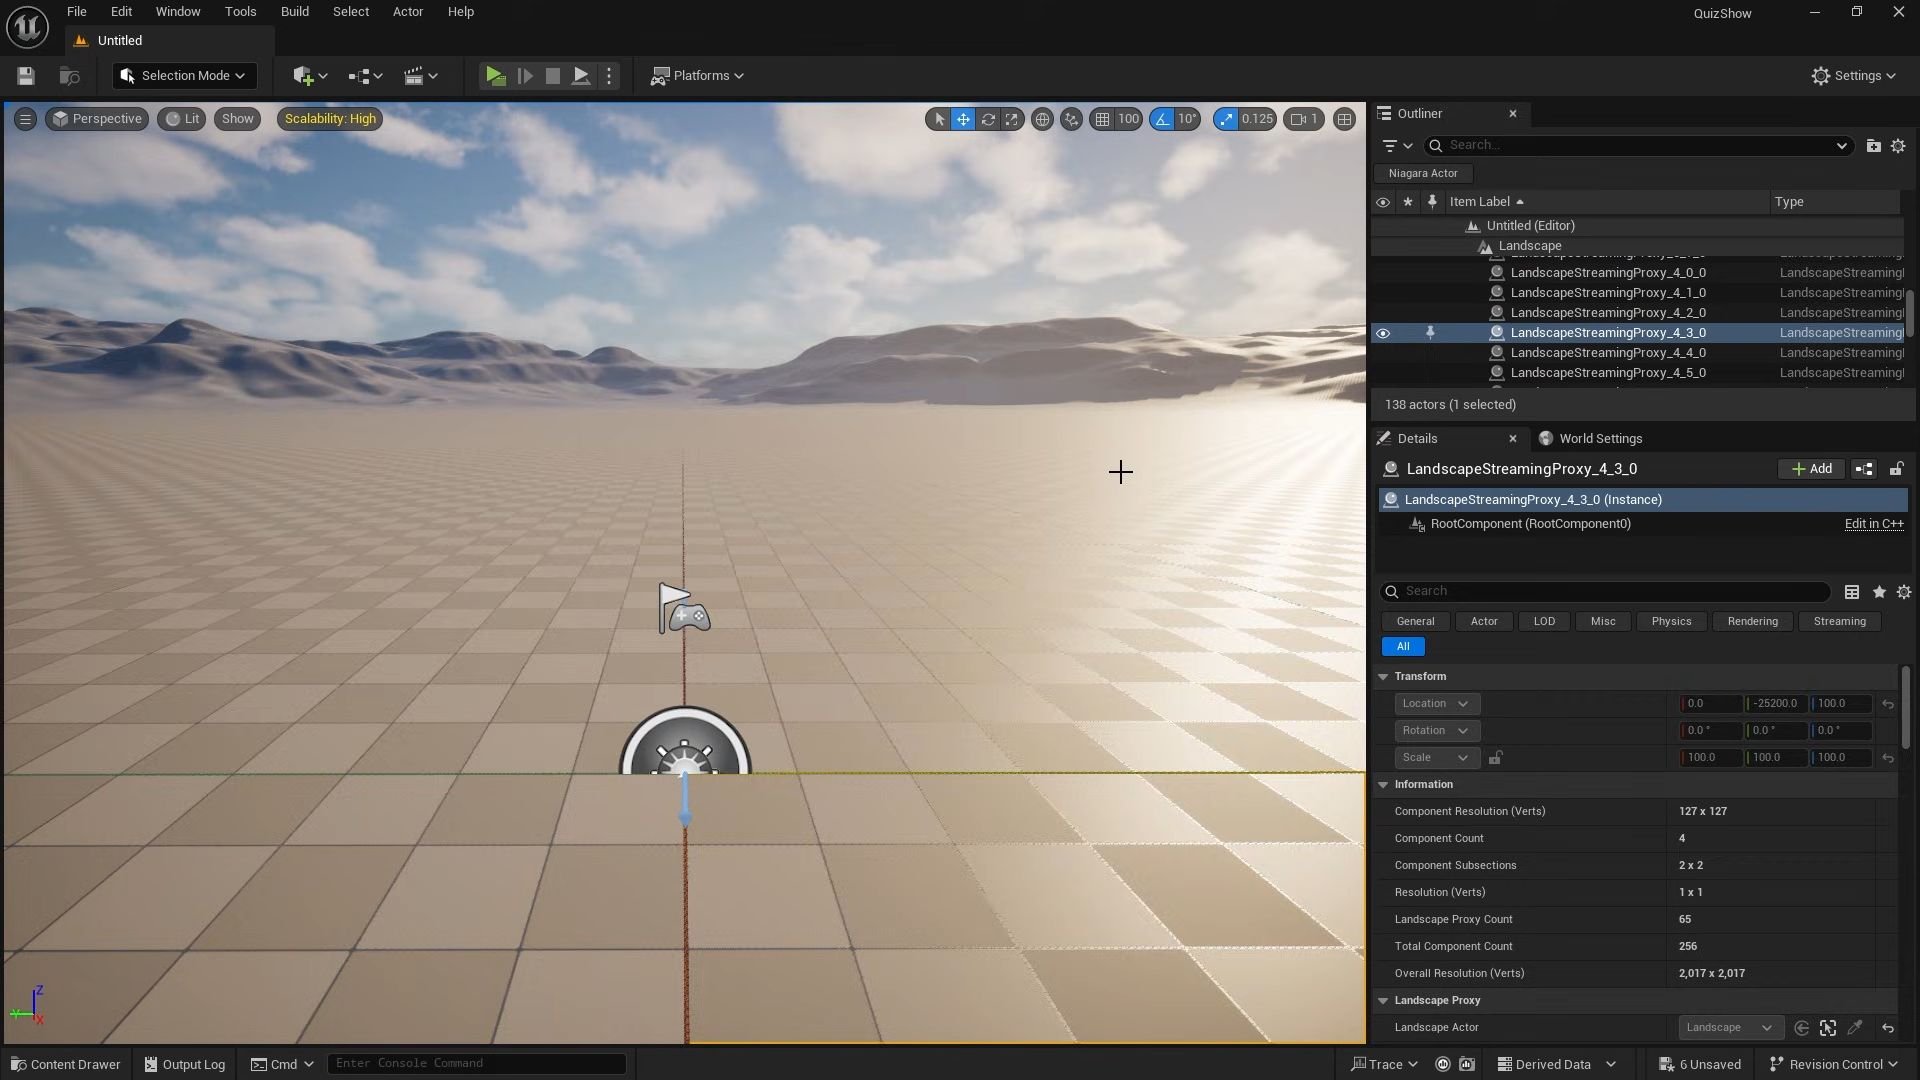 File Edit Window Tools Build Select Actor Help
QuizShow
Untitled
Selection Mode
Platforms
Settings
Perspective Lit Show Scalability: High
100 10° 0.125 1
Outliner
Search...
Niagara Actor
Item Label Type
Untitled (Editor)
Landscape
LandscapeStreamingProxy_4_0_0 LandscapeStreaming
LandscapeStreamingProxy_4_1_0 LandscapeStreaming
LandscapeStreamingProxy_4_2_0 LandscapeStreaming
LandscapeStreamingProxy_4_3_0 LandscapeStreaming
LandscapeStreamingProxy_4_4_0 LandscapeStreaming
LandscapeStreamingProxy_4_5_0 LandscapeStreaming
138 actors (1 selected)
Details World Settings
LandscapeStreamingProxy_4_3_0 Add
LandscapeStreamingProxy_4_3_0 (Instance)
RootComponent (RootComponent0) Edit in C++
Search
General Actor LOD Misc Physics Rendering Streaming
All
Transform
Location 0.0 -25200.0 100.0
Rotation 0.0 ° 0.0 ° 0.0 °
Scale 100.0 100.0 100.0
Information
Component Resolution (Verts) 127 x 127
Component Count 4
Component Subsections 2 x 2
Resolution (Verts) 1 x 1
Landscape Proxy Count 65
Total Component Count 256
Overall Resolution (Verts) 2,017 x 2,017
Landscape Proxy
Landscape Actor Landscape
Z
Y X
Content Drawer Output Log Cmd Enter Console Command
Trace Derived Data 6 Unsaved Revision Control